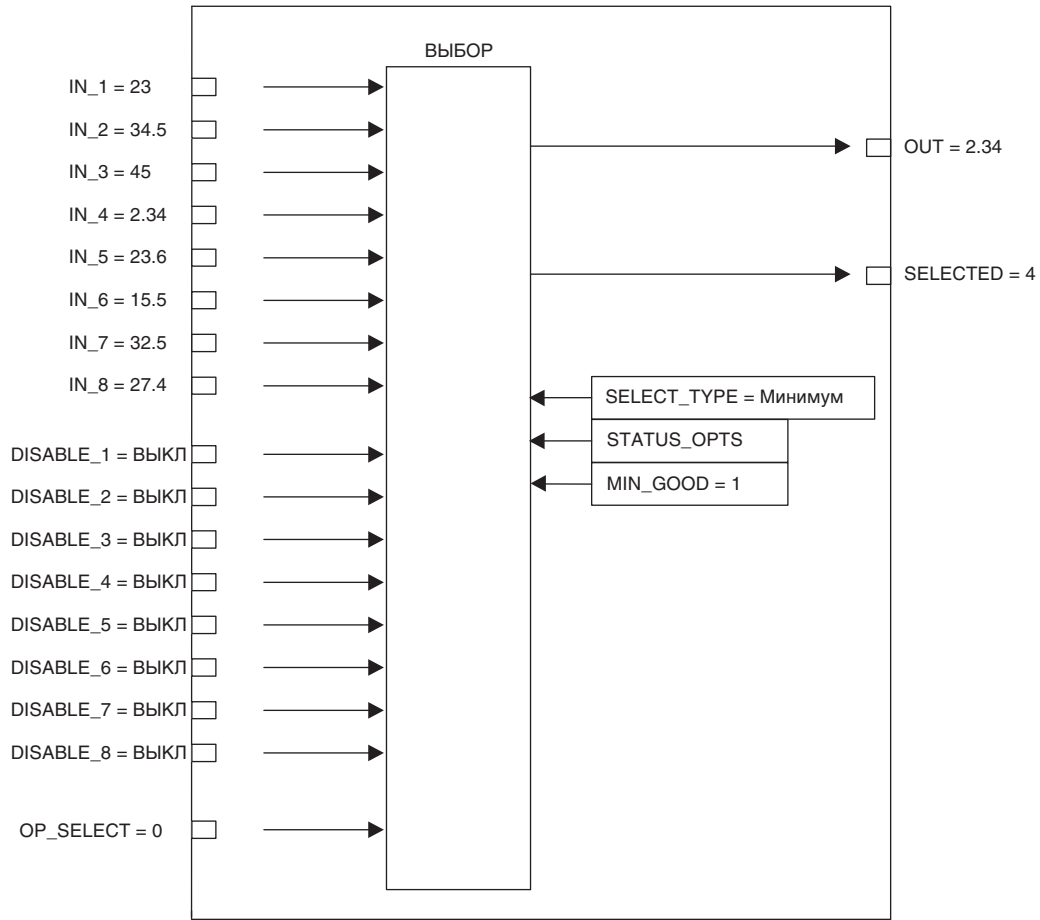 ВЫБОР
IN_1 = 23
IN_2 = 34.5
IN_3 = 45
IN_4 = 2.34
IN_5 = 23.6
IN_6 = 15.5
IN_7 = 32.5
IN_8 = 27.4
DISABLE_1 = ВЫКЛ
DISABLE_2 = ВЫКЛ
DISABLE_3 = ВЫКЛ
DISABLE_4 = ВЫКЛ
DISABLE_5 = ВЫКЛ
DISABLE_6 = ВЫКЛ
DISABLE_7 = ВЫКЛ
DISABLE_8 = ВЫКЛ
OP_SELECT = 0
OUT = 2.34
SELECTED = 4
SELECT_TYPE = Минимум
STATUS_OPTS
MIN_GOOD = 1